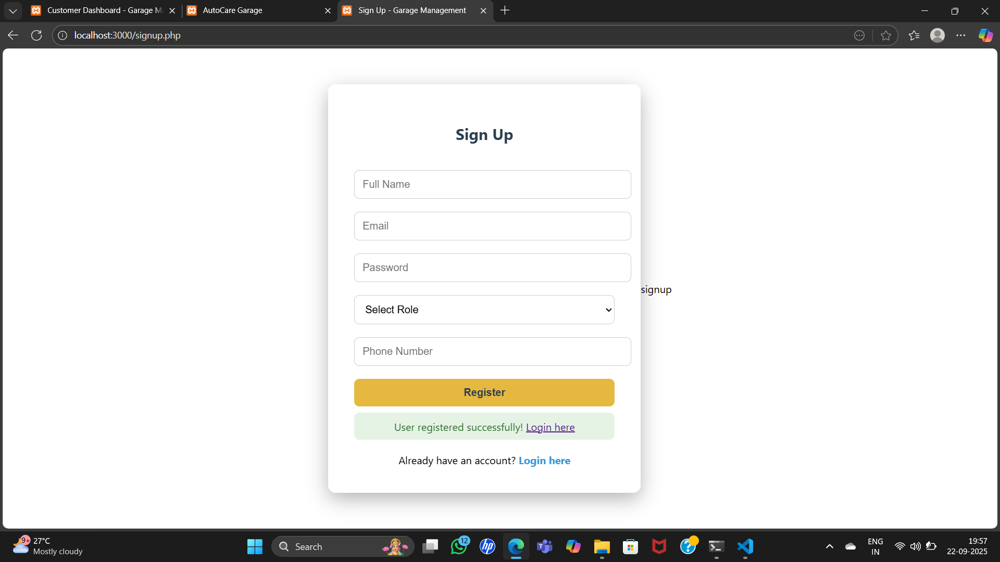 Customer Dashboard - Garage M
AutoCare Garage
Sign Up - Garage Management
localhost:3000/signup.php
Sign Up
Full Name
Email
Password
signup
Select Role
Phone Number
Register
User registered successfully! Login here
Already have an account? Login here
9+
27°C
Mostly cloudy
Search
12
hp
T
?
ENG
IN
19:57
22-09-2025